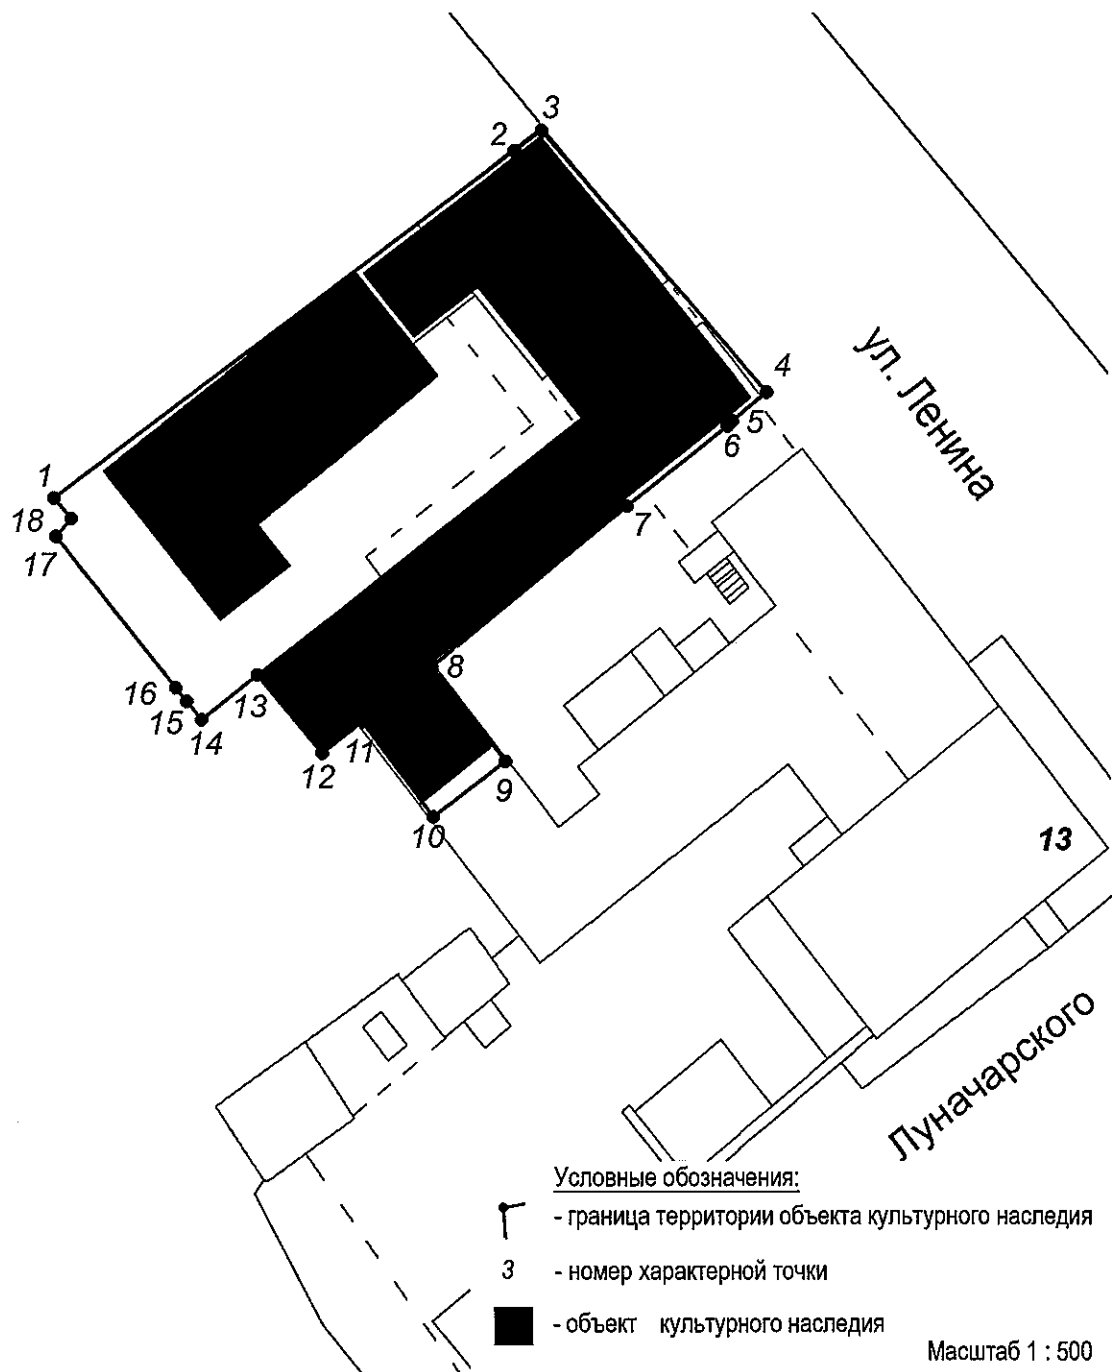 3
2
4
5
6
ул. Ленина
1
18
17
7
8
16
15
14
13
12
11
9
10
13
Луначарского
Условные обозначения:
- граница территории объекта культурного наследия
3 - номер характерной точки
- объект культурного наследия
Масштаб 1 : 500